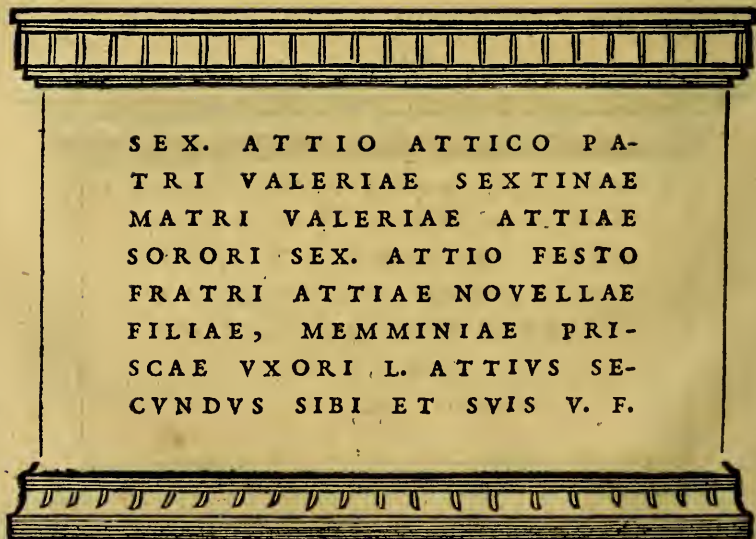 SEX. ATTIO ATTICO PA-
TRI VALERIAE SEXTINAE
MATRI VALERIAE ATTIAE
SORORI SEX. ATTIO FESTO
FRATRI ATTIAE NOVELLAE
FILIAE, MEMMINIAE PRI-
SCAE VXORI L. ATTIVS SE-
CVNDVS SIBI ET SVIS V. F.